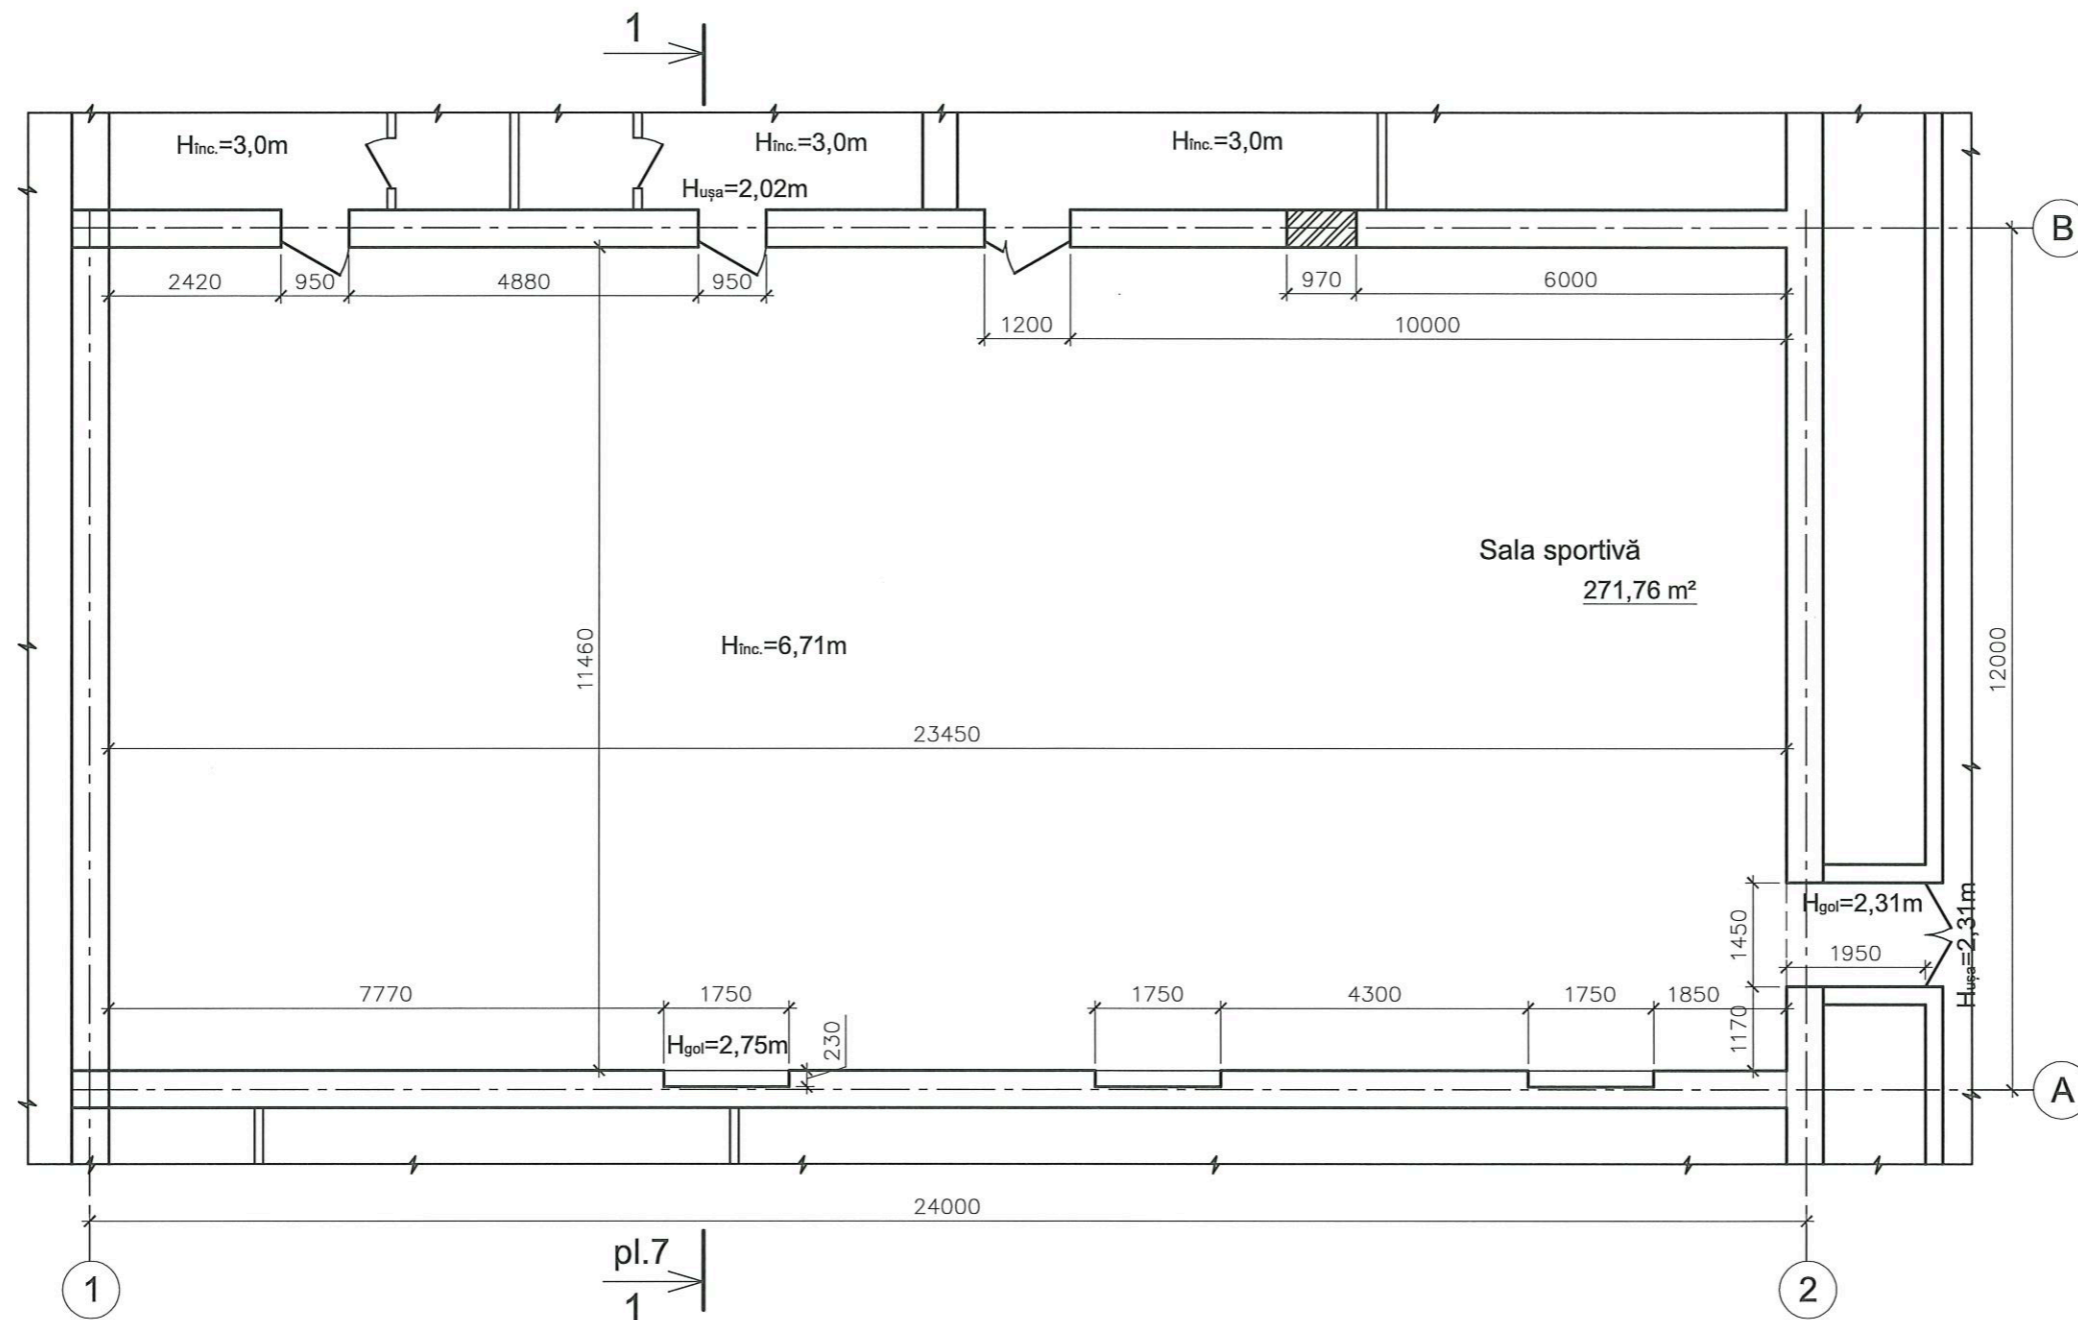 1
Hînc.=3,0m
Hînc.=3,0m
Hînc.=3,0m
Hușa=2,02m
B
2420
950
4880
950
970
6000
1200
10000
Sala sportivă
271,76 m²
11460
Hînc.=6,71m
12000
23450
Hgol=2,31m
Hușa=2,31m
1450
1950
7770
1750
1750
4300
1750
1850
1170
Hgol=2,75m
230
A
24000
pl.7
1
1
2